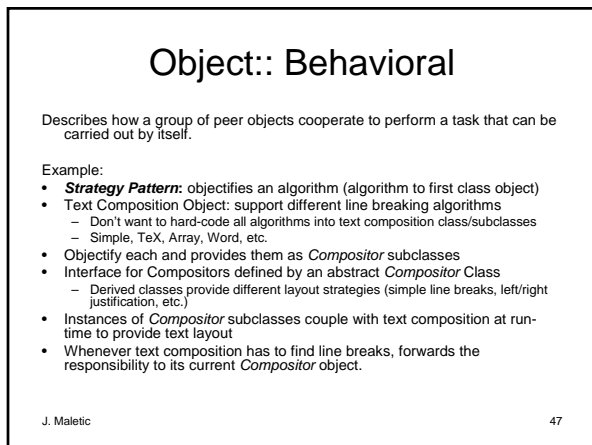 Object:: Behavioral
Describes how a group of peer objects cooperate to perform a task that can be
carried out by itself.
Example:
• Strategy Pattern: objectifies an algorithm (algorithm to first class object)
• Text Composition Object: support different line breaking algorithms
– Don't want to hard-code all algorithms into text composition class/subclasses
– Simple, TeX, Array, Word, etc.
• Objectify each and provides them as Compositor subclasses
• Interface for Compositors defined by an abstract Compositor Class
– Derived classes provide different layout strategies (simple line breaks, left/right
justification, etc.)
• Instances of Compositor subclasses couple with text composition at run-
time to provide text layout
• Whenever text composition has to find line breaks, forwards the
responsibility to its current Compositor object.
J. Maletic 47